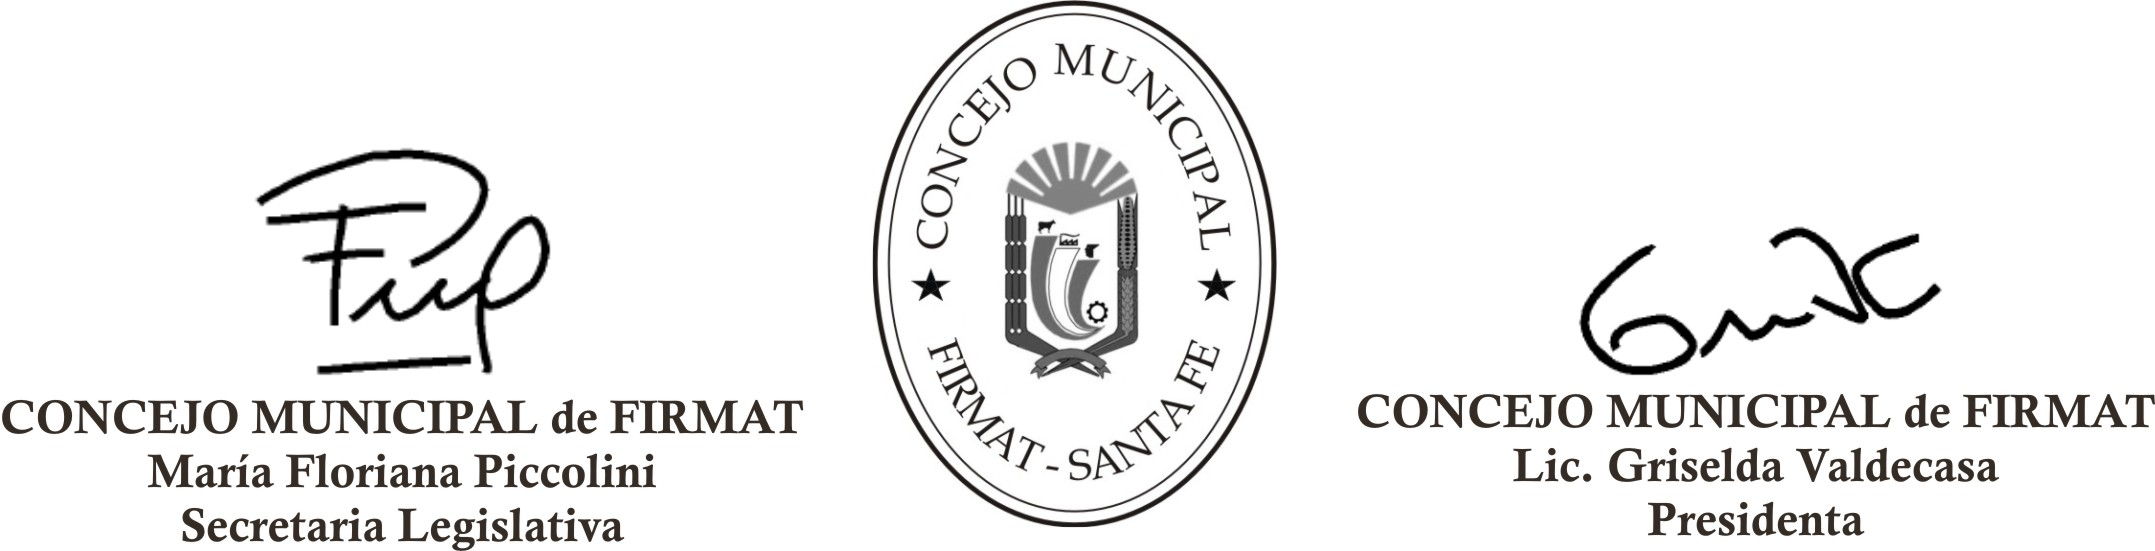 CONCEJO MUNICIPAL de FIRMAT
María Floriana Piccolini
Secretaria Legislativa
CONCEJO MUNICIPAL
FIRMAT - SANTA FE
CONCEJO MUNICIPAL de FIRMAT
Lic. Griselda Valdecasa
Presidenta